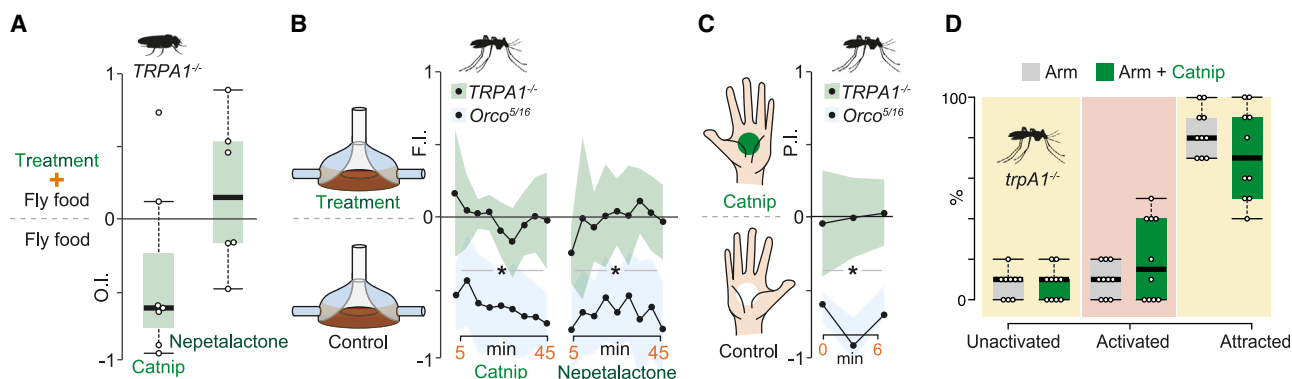 A
TRPA1-/-
1
Treatment
+
Fly food
0
Fly food
O.I.
Nepetalactone
-1
Catnip
B
1
TRPA1-/-
Orco5/16
F.I.
Treatment
0
*
*
Control
-1
5 min 45
5 min 45
Catnip
Nepetalactone
C
1
TRPA1-/-
Orco5/16
P.I.
Catnip
0
*
Control
-1
0 min 6
D
Arm
Arm + Catnip
100
trpA1-/-
%
0
Unactivated
Activated
Attracted